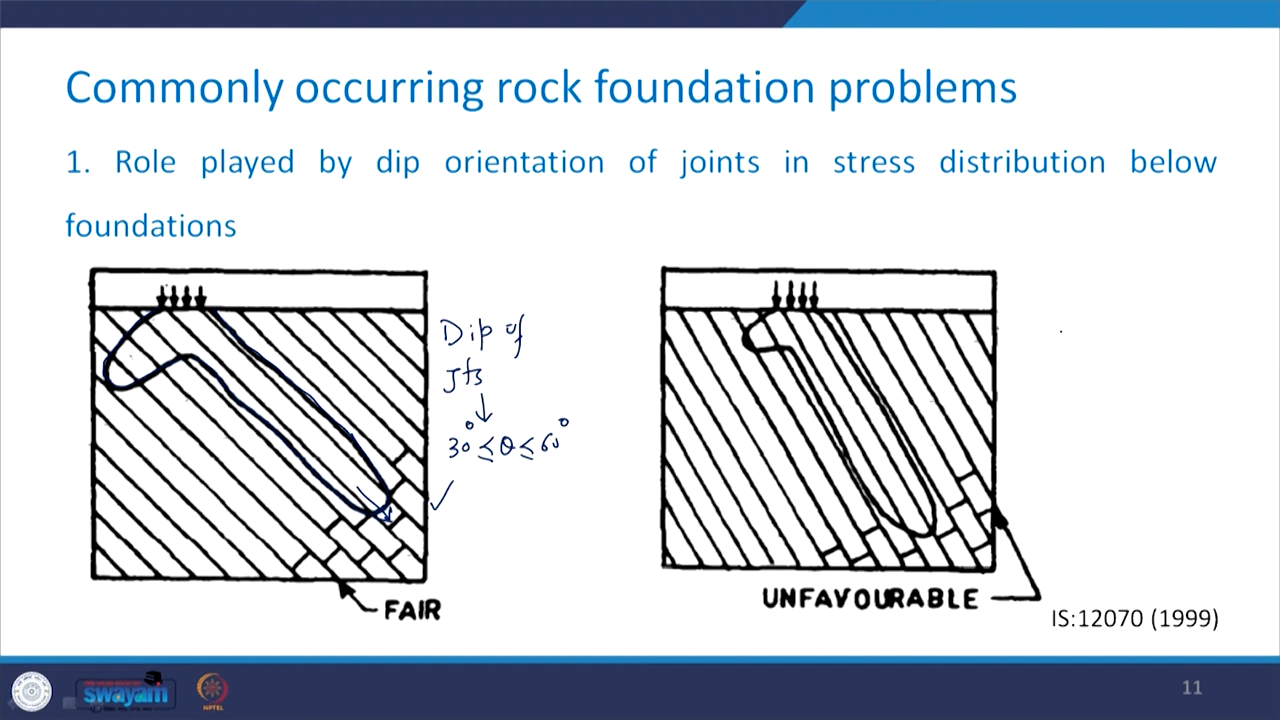 Commonly occurring rock foundation problems
1. Role played by dip orientation of joints in stress distribution below
foundations
Dip of
Jts
30° ≤ θ ≤ 60°
FAIR
UNFAVOURABLE
IS:12070 (1999)
swayam
NPTEL
11